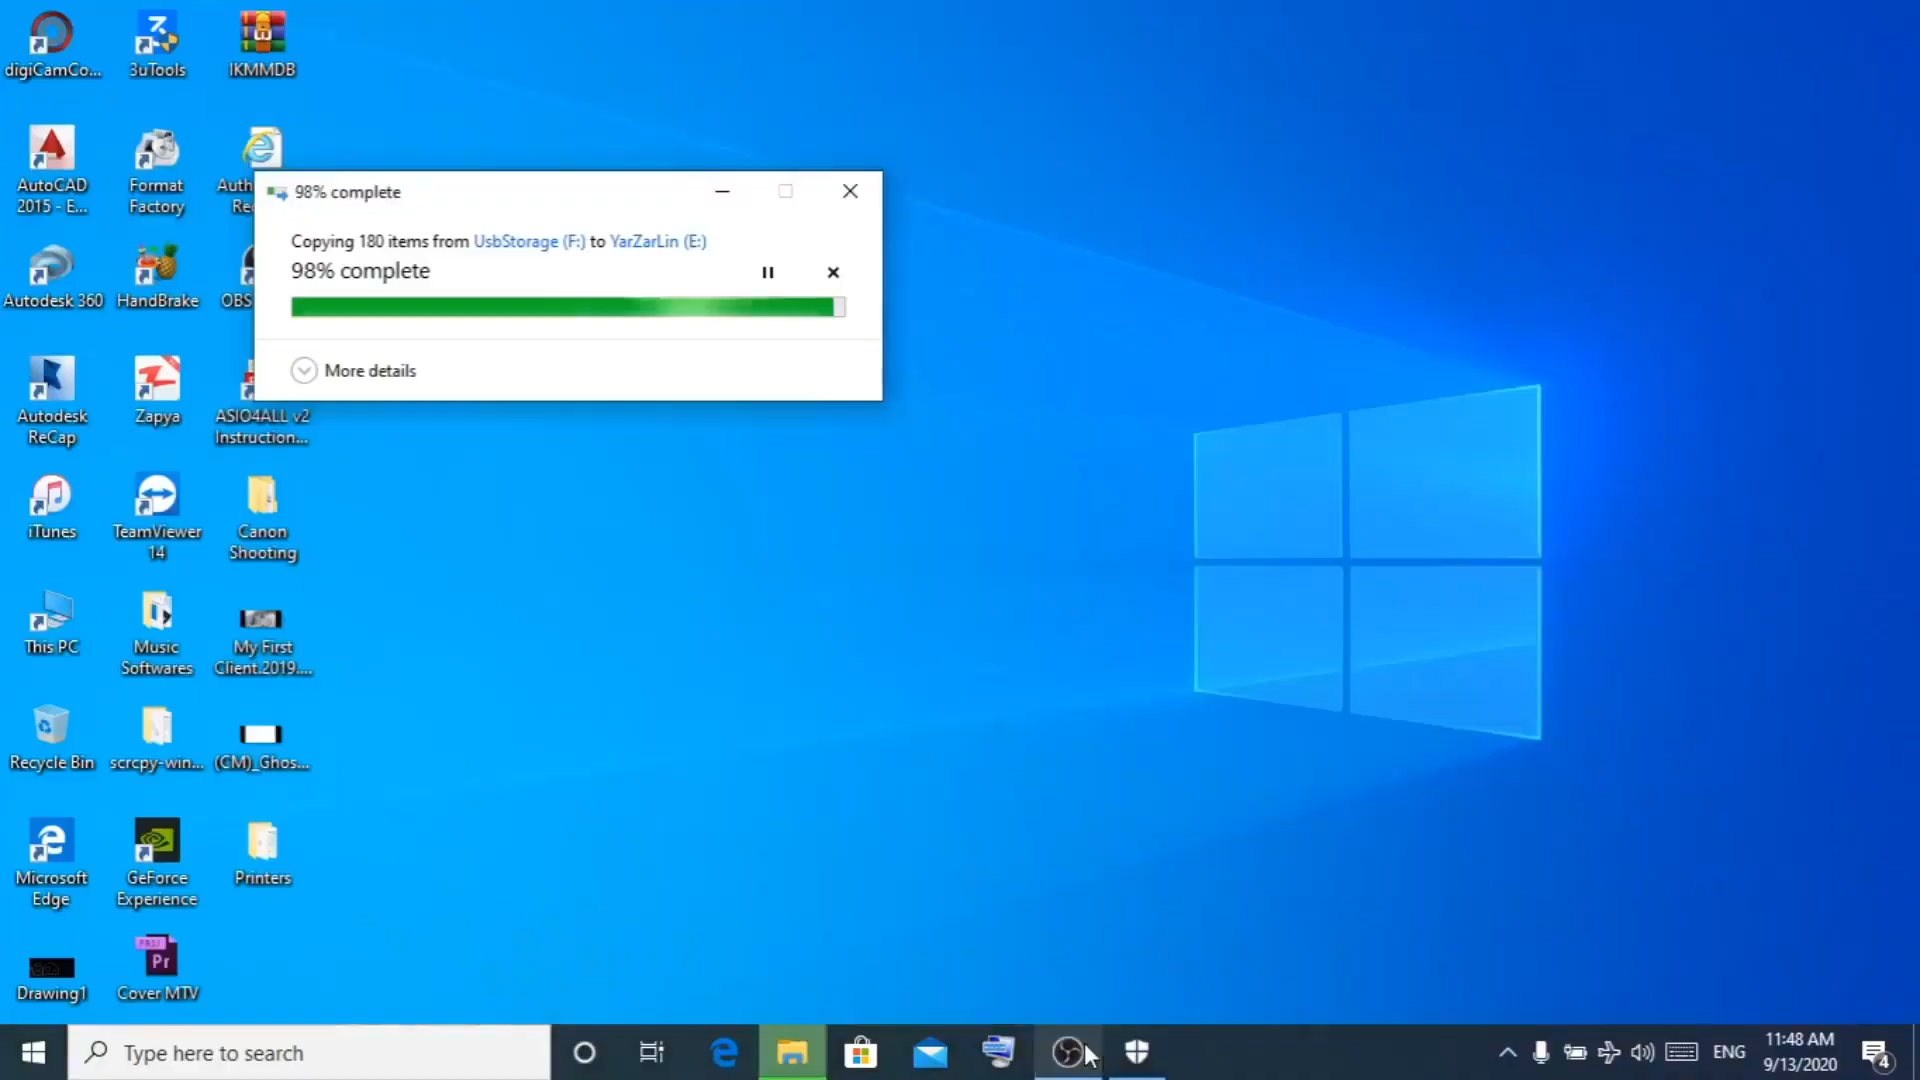 digiCamCo...
3uTools
IKMMDB
AutoCAD
2015 - E...
Format
Factory
Auth
Re
98% complete
Copying 180 items from UsbStorage (F:) to YarZarLin (E:)
98% complete
More details
Autodesk 360
HandBrake
OBS
Autodesk
ReCap
Zapya
ASIO4ALL v2
Instruction...
iTunes
TeamViewer
14
Canon
Shooting
This PC
Music
Softwares
My First
Client.2019....
Recycle Bin
scrcpy-win...
(CM)_Ghos...
Microsoft
Edge
GeForce
Experience
Printers
Drawing1
PRSJ
Pr
Cover MTV
Type here to search
ENG
11:48 AM
9/13/2020
4